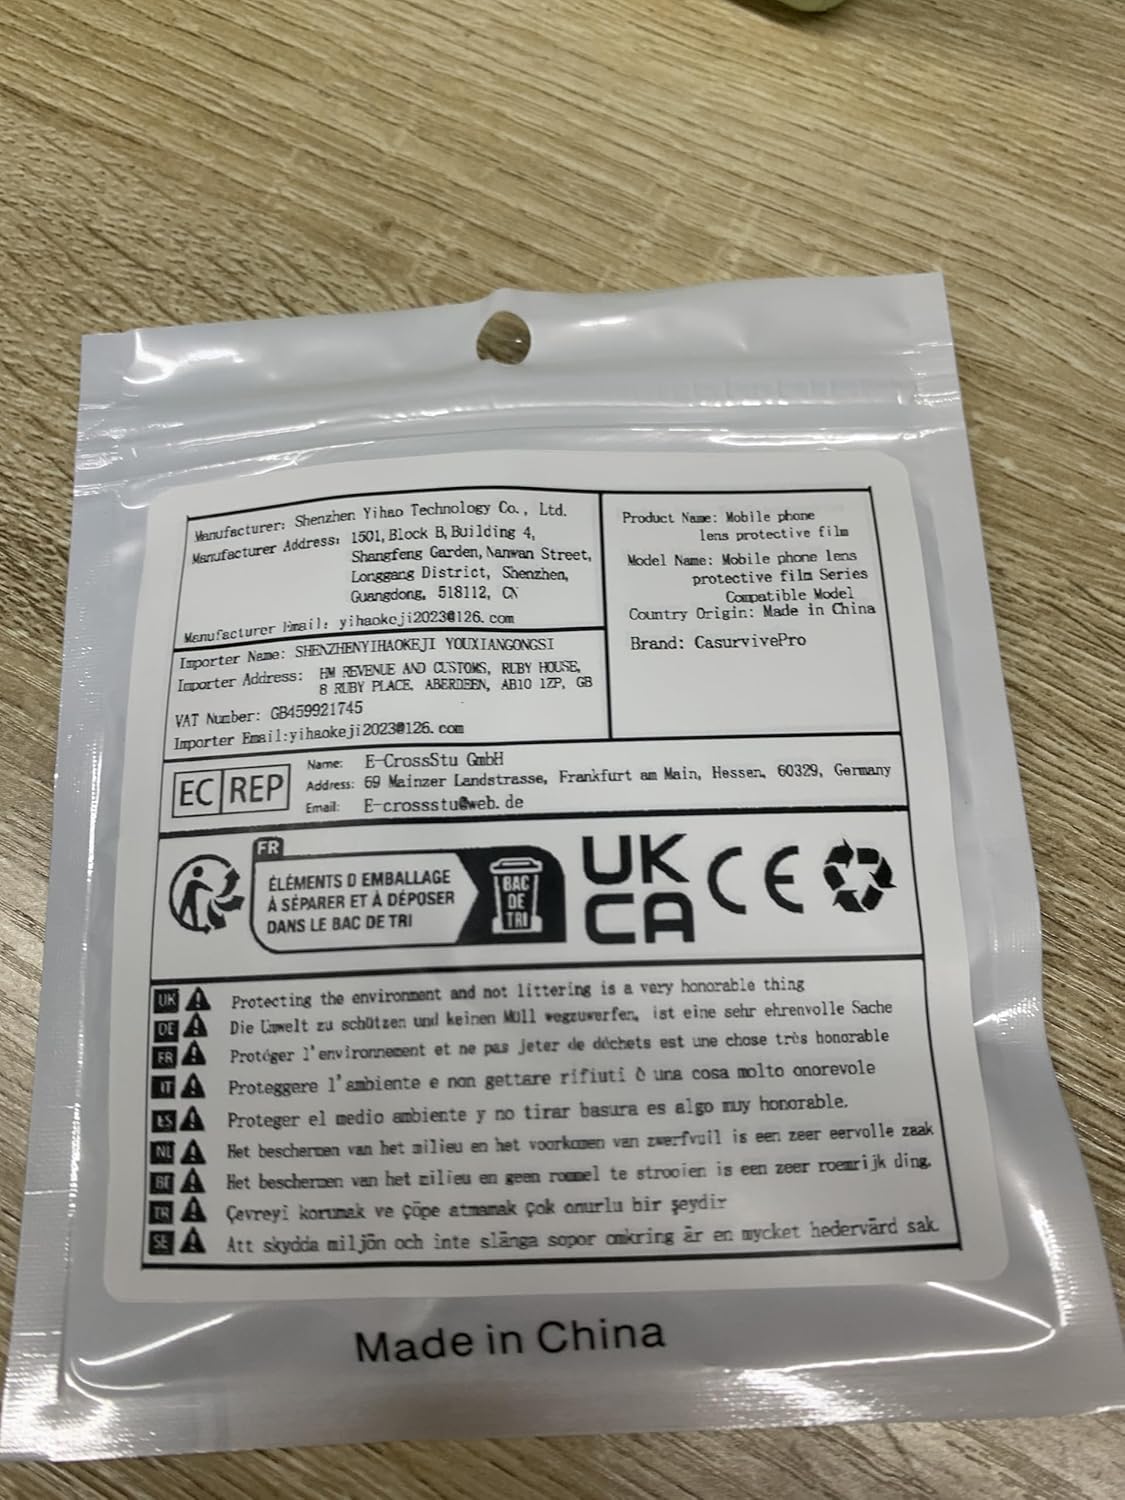 Manufacturer: Shenzhen Yihao Technology Co., Ltd.
Manufacturer Address: 1501, Block B, Building 4,
Shangfeng Garden, Nanwan Street,
Longgang District, Shenzhen,
Guangdong, 518112, CN
Manufacturer Email: yihaokeji2023@126.com
Importer Name: SHENZHENYIHAOKEJI YOUXIANGONGSI
Importer Address: HM REVENUE AND CUSTOMS, RUBY HOUSE,
8 RUBY PLACE, ABERDEEN, AB10 1ZP, GB
VAT Number: GB459921745
Importer Email:yihaokeji2023@126.com
Product Name: Mobile phone
lens protective film
Model Name: Mobile phone lens
protective film Series
Compatible Model
Country Origin: Made in China
Brand: CasurvivePro
EC REP
Name: E-CrossStu GmbH
Address: 69 Mainzer Landstrasse, Frankfurt am Main, Hessen, 60329, Germany
Email: E-crossstu@web.de
FR
ÉLÉMENTS D EMBALLAGE
À SÉPARER ET À DÉPOSER
DANS LE BAC DE TRI
BAC
DE
TRI
UK
CA
CE
UK Protecting the environment and not littering is a very honorable thing
DE Die Umwelt zu schützen und keinen Müll wegzuwerfen, ist eine sehr ehrenvolle Sache
FR Protéger l'environnement et ne pas jeter de déchets est une chose très honorable
IT Proteggere l'ambiente e non gettare rifiuti è una cosa molto onorevole
ES Proteger el medio ambiente y no tirar basura es algo muy honorable.
NL Het beschermen van het milieu en het voorkomen van zwerfvuil is een zeer eervolle zaak
BE Het beschermen van het milieu en geen rommel te strooien is een zeer roemrijk ding.
TR Çevreyi korumak ve çöpe atmamak çok onurlu bir şeydir
SE Att skydda miljön och inte slänga sopor omkring är en mycket hedervärd sak.
Made in China